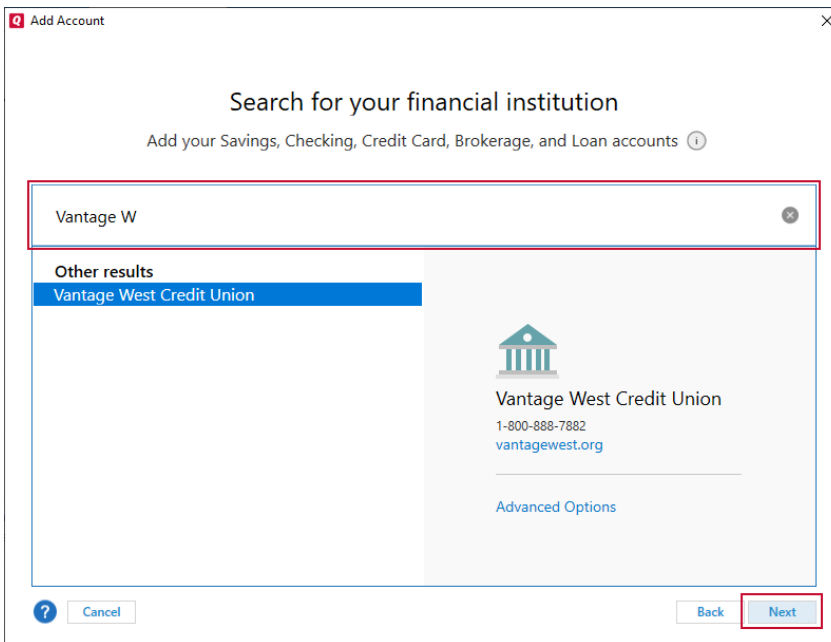 Q Add Account
Search for your financial institution
Add your Savings, Checking, Credit Card, Brokerage, and Loan accounts i
Vantage W
Other results
Vantage West Credit Union
Vantage West Credit Union
1-800-888-7882
vantagewest.org
Advanced Options
? Cancel Back Next